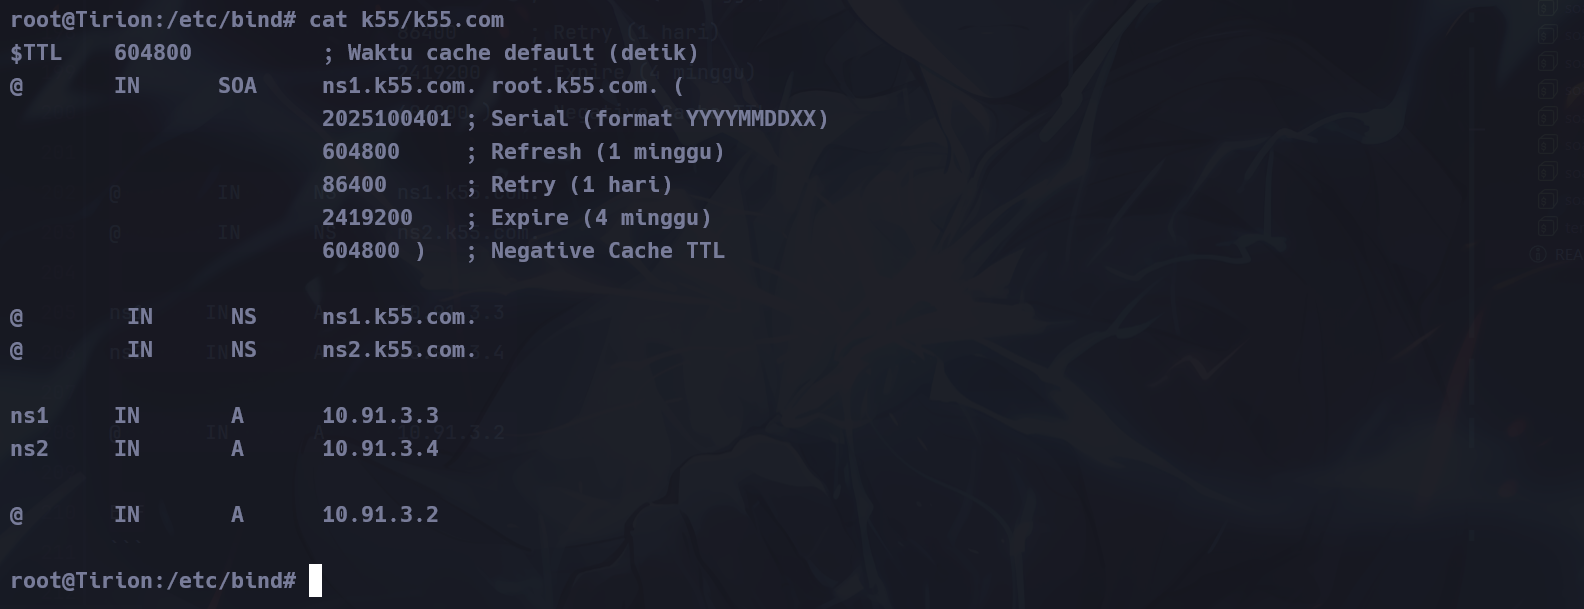 root@Tirion:/etc/bind# cat k55/k55.com
$TTL    604800          ; Waktu cache default (detik)
@       IN      SOA     ns1.k55.com. root.k55.com. (
                        2025100401 ; Serial (format YYYYMMDDXX)
                        604800     ; Refresh (1 minggu)
                        86400      ; Retry (1 hari)
                        2419200    ; Expire (4 minggu)
                        604800 )   ; Negative Cache TTL

@        IN      NS     ns1.k55.com.
@        IN      NS     ns2.k55.com.

ns1     IN       A      10.91.3.3
ns2     IN       A      10.91.3.4

@       IN       A      10.91.3.2

root@Tirion:/etc/bind#